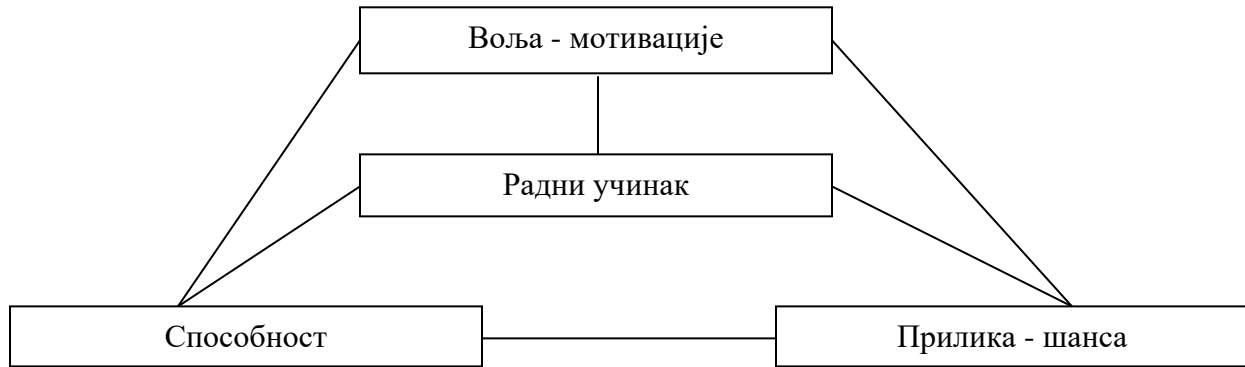 Воља - мотивације
Радни учинак
Способност
Прилика - шанса